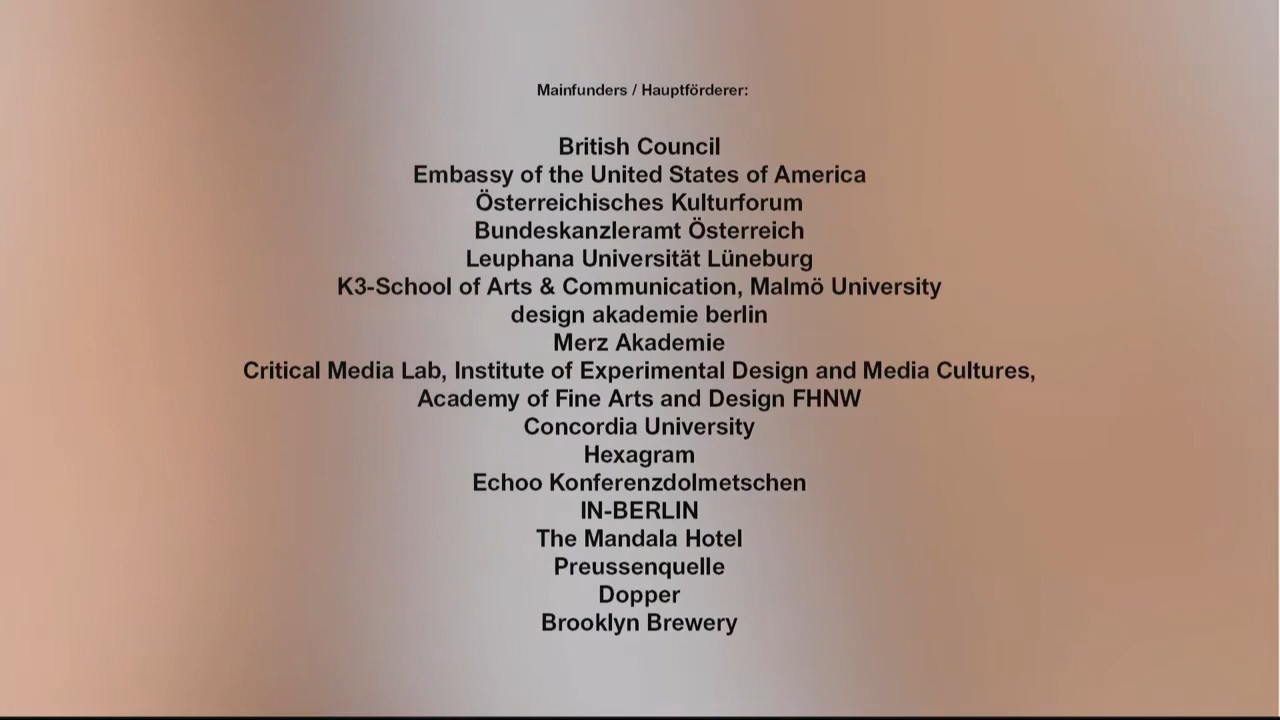 Mainfunders / Hauptförderer:
British Council
Embassy of the United States of America
Österreichisches Kulturforum
Bundeskanzleramt Österreich
Leuphana Universität Lüneburg
K3-School of Arts & Communication, Malmö University
design akademie berlin
Merz Akademie
Critical Media Lab, Institute of Experimental Design and Media Cultures,
Academy of Fine Arts and Design FHNW
Concordia University
Hexagram
Echoo Konferenzdolmetschen
IN-BERLIN
The Mandala Hotel
Preussenquelle
Dopper
Brooklyn Brewery